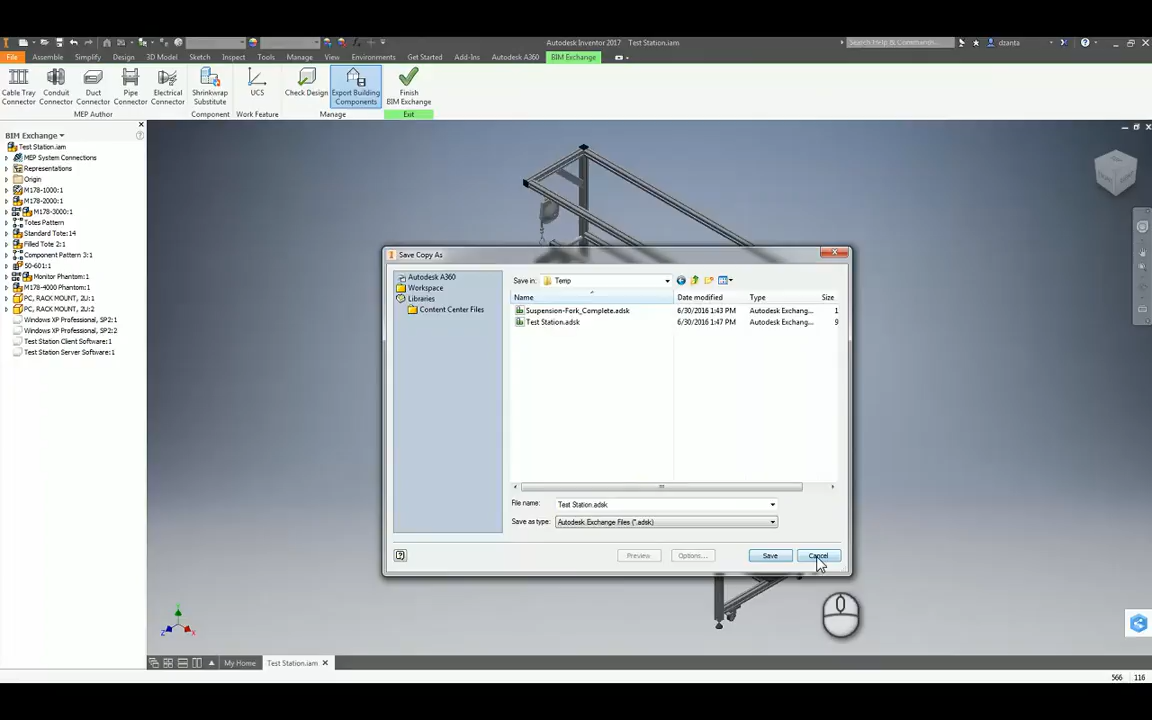 Autodesk Inventor 2017   Test Station.iam
Search Help & Commands...
dzanta
File
Assemble
Simplify
Design
3D Model
Sketch
Inspect
Tools
Manage
View
Environments
Get Started
Add-Ins
Autodesk A360
BIM Exchange
Cable Tray Connector
Conduit Connector
Duct Connector
Pipe Connector
Electrical Connector
Shrinkwrap Substitute
UCS
Check Design
Export Building Components
Finish BIM Exchange
MEP Author
Component
Work Feature
Manage
Exit
BIM Exchange
Test Station.iam
MEP System Connections
Representations
Origin
M178-1000:1
M178-2000:1
M178-3000:1
Totes Pattern
Standard Tote:14
Filled Tote 2:1
Component Pattern 3:1
50-601:1
Monitor Phantom:1
M178-4000 Phantom:1
PC, RACK MOUNT, 2U:1
PC, RACK MOUNT, 2U:2
Windows XP Professional, SP2:1
Windows XP Professional, SP2:2
Test Station Client Software:1
Test Station Server Software:1
Save Copy As
Autodesk A360
Workspace
Libraries
Content Center Files
Save in:
Temp
Name
Date modified
Type
Size
Suspension-Fork_Complete.adsk
6/30/2016 1:43 PM
Autodesk Exchang...
1
Test Station.adsk
6/30/2016 1:47 PM
Autodesk Exchang...
9
File name:
Test Station.adsk
Save as type:
Autodesk Exchange Files (*.adsk)
Preview
Options...
Save
Cancel
Y
Z
X
My Home
Test Station.iam
566
116